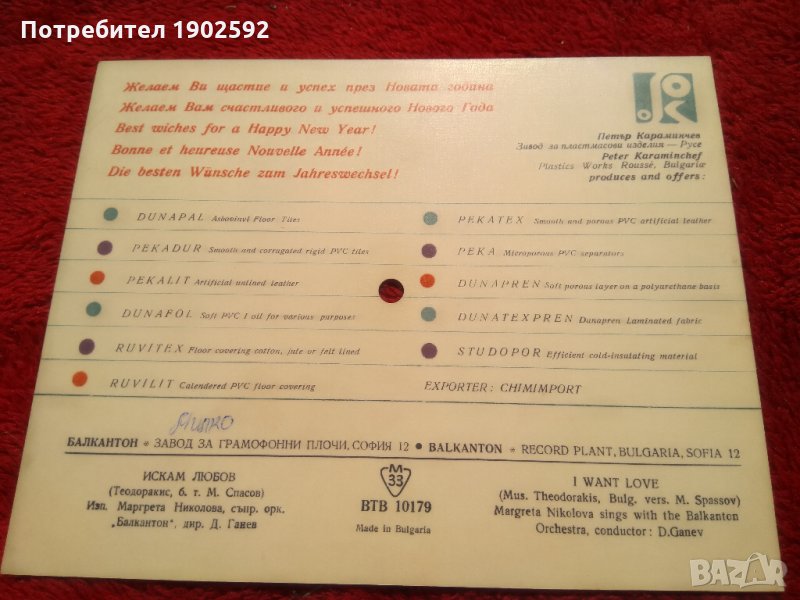 Потребител 1902592
Желаем Ви щастие и успех през Новата година
Желаем Вам счастливого и успешного Нового Года
Best wiches for a Happy New Year!
Bonne et heureuse Nouvelle Année!
Die besten Wünsche zum Jahreswechsel!
Петър Караминчев
Завод за пластмасови изделия — Русе
Peter Karaminchef
Plastics Works Roussé, Bulgariæ
produces and offers:
DUNAPAL Asbovinyl Floor Tiles
PEKADUR Smooth and corrugated rigid PVC tiles
PEKALIT Artificial unlined leather
DUNAFOL Soft PVC I oil for various purposes
RUVITEX Floor covering cotton, jute or felt lined
RUVILIT Calendered PVC floor covering
PEKATEX Smooth and porous PVC artificial leather
PEKA Microporous PVC separators
DUNAPREN Soft porous layer on a polyurethane basis
DUNATEXPREN Dunapren Laminated fabric
STUDOPOR Efficient cold-insulating material
EXPORTER: CHIMIMPORT
БАЛКАНТОН * ЗАВОД ЗА ГРАМОФОННИ ПЛОЧИ, СОФИЯ 12 • BALKANTON * RECORD PLANT, BULGARIA, SOFIA 12
ИСКАМ ЛЮБОВ
(Теодоракис, б. т. М. Спасов)
Изп. Маргрета Николова, съпр. орк.
„Балкантон", дир. Д. Ганев
М
33
ВТВ 10179
Made in Bulgaria
I WANT LOVE
(Mus. Theodorakis, Bulg. vers. M. Spassov)
Margreta Nikolova sings with the Balkanton
Orchestra, conductor: D.Ganev
BAZAR